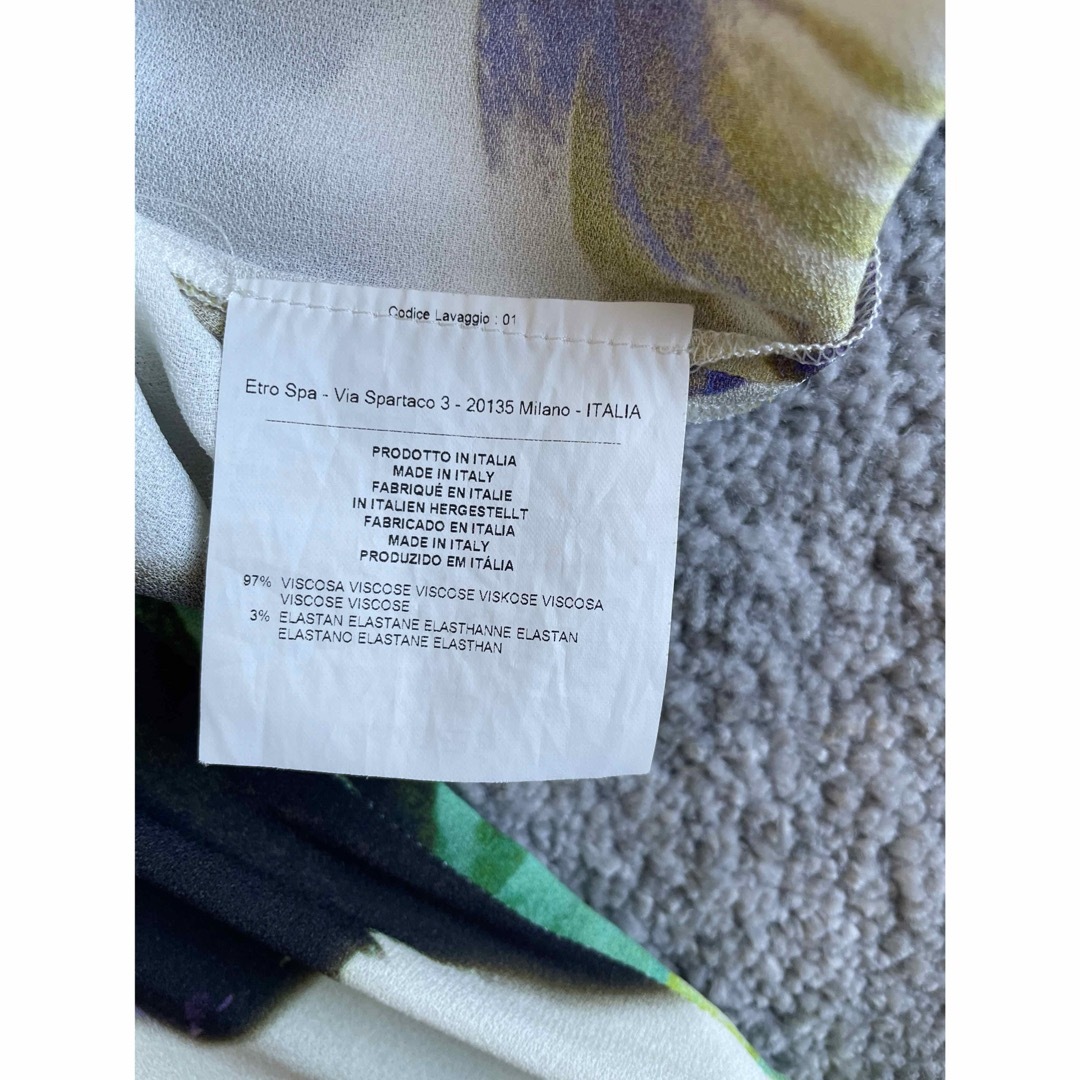 Codice Lavaggio : 01
Etro Spa - Via Spartaco 3 - 20135 Milano - ITALIA
PRODOTTO IN ITALIA
MADE IN ITALY
FABRIQUÉ EN ITALIE
IN ITALIEN HERGESTELLT
FABRICADO EN ITALIA
MADE IN ITALY
PRODUZIDO EM ITÁLIA
97% VISCOSA VISCOSE VISCOSE VISKOSE VISCOSA
VISCOSE VISCOSE
3% ELASTAN ELASTANE ELASTHANNE ELASTAN
ELASTANO ELASTANE ELASTHAN